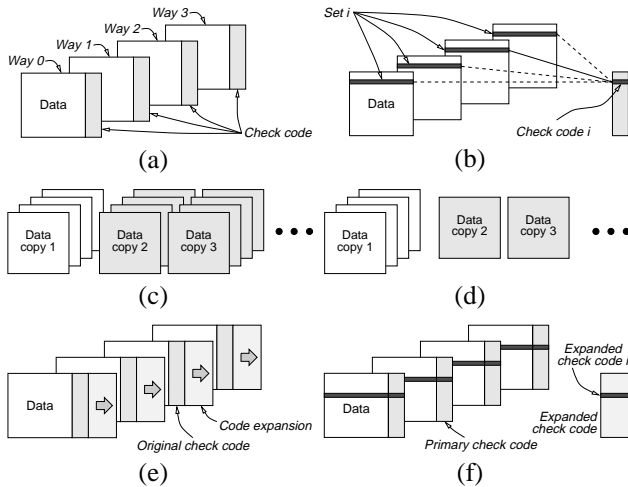 Way 3
Way 2
Way 1
Way 0
Data
Check code
(a)
Set i
Data
Check code i
(b)
Data
copy 1
Data
copy 2
Data
copy 3
(c)
Data
copy 1
Data
copy 2
Data
copy 3
(d)
Data
Code expansion
Original check code
(e)
Data
Expanded
check code i
Expanded
check code
Primary check code
(f)